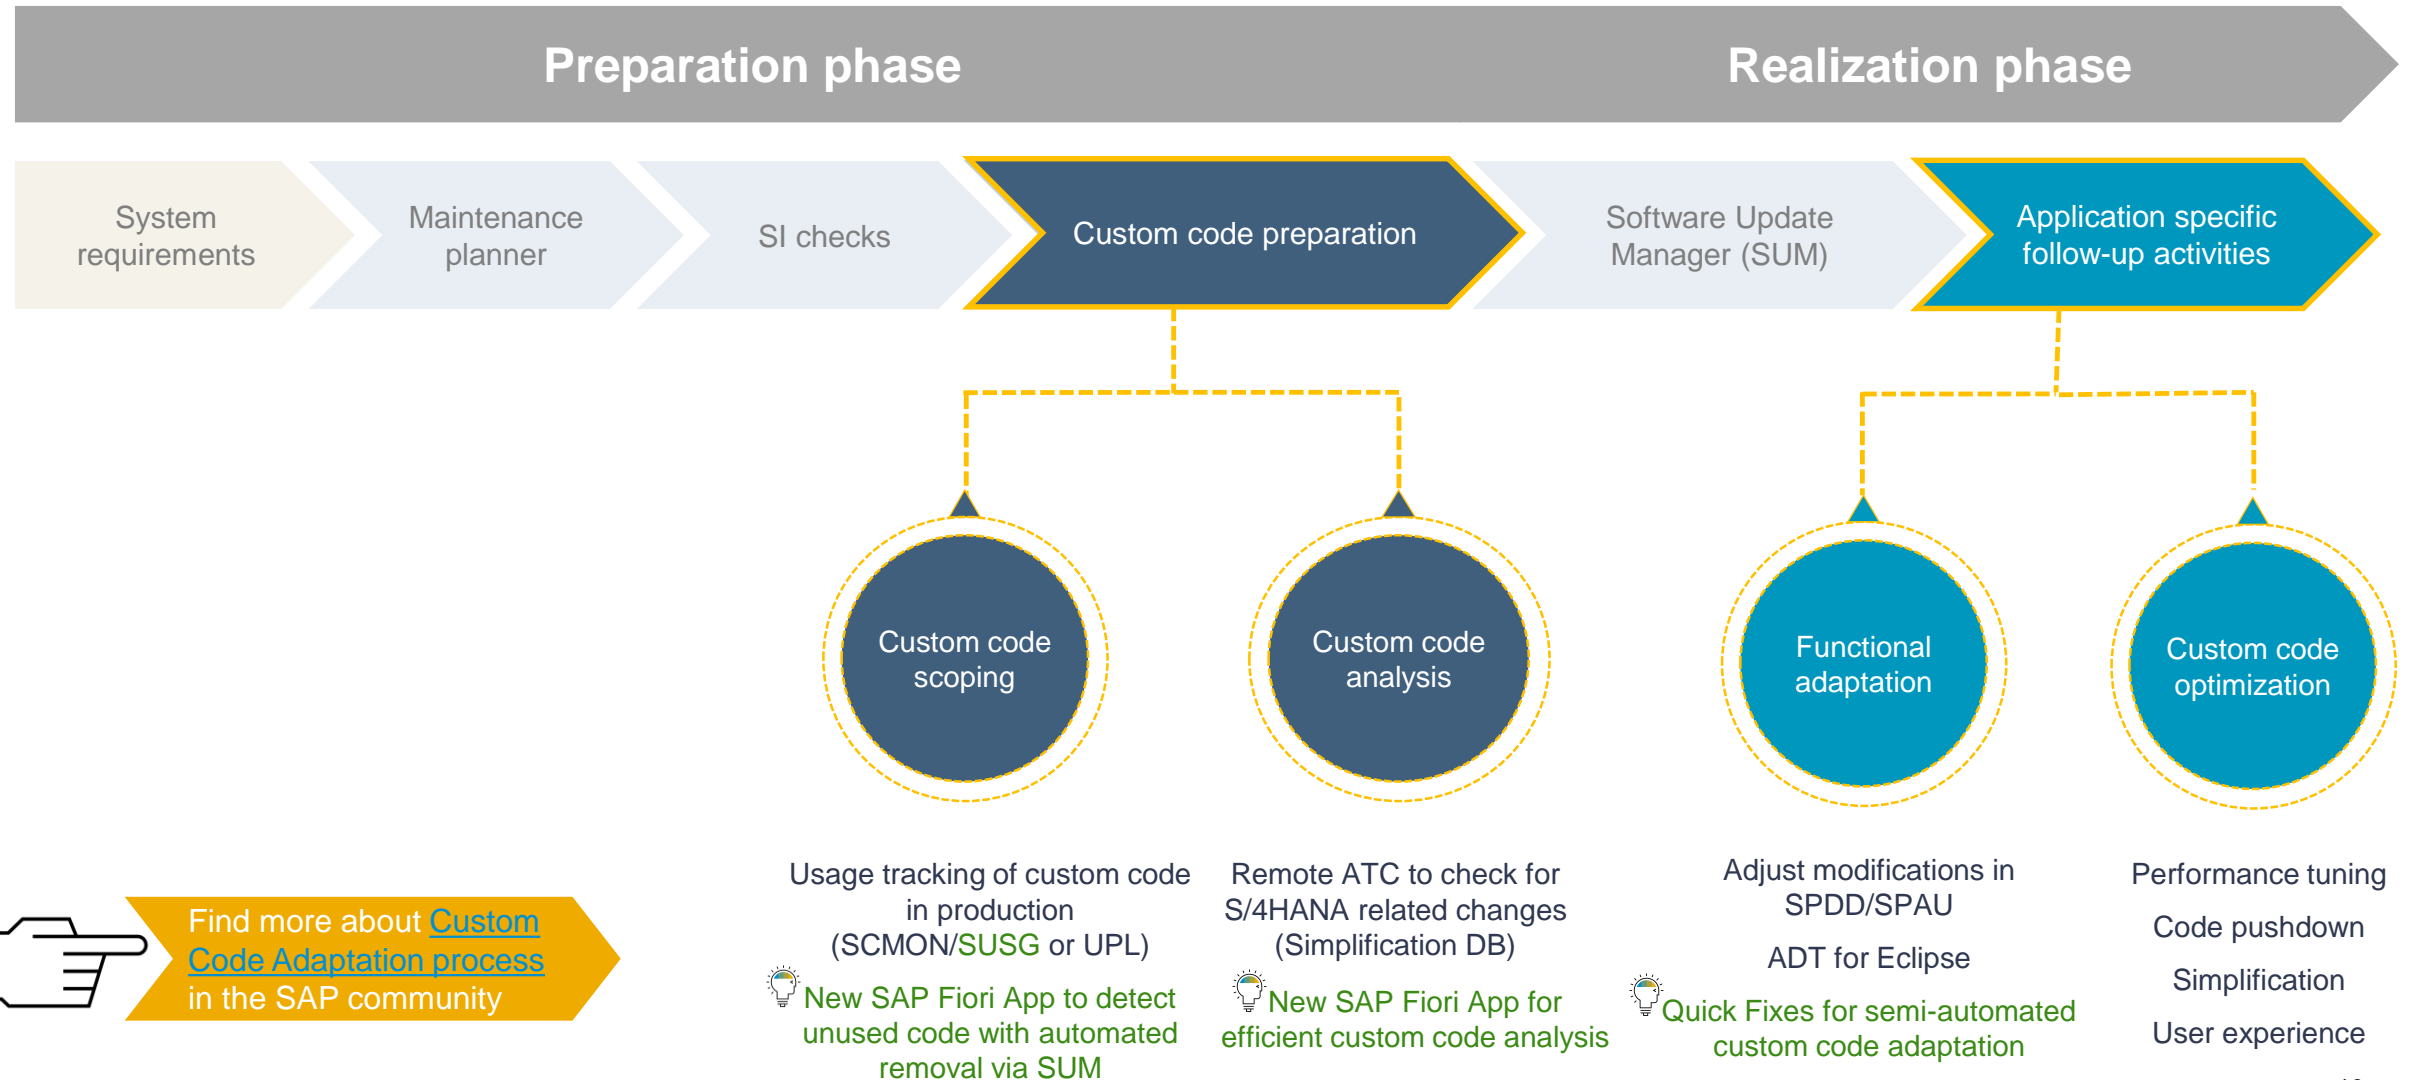 Preparation phase
Realization phase
System
requirements
Maintenance
planner
SI checks
Custom code preparation
Software Update
Manager (SUM)
Application specific
follow-up activities
Custom code
scoping
Custom code
analysis
Functional
adaptation
Custom code
optimization
Find more about Custom
Code Adaptation process
in the SAP community
Usage tracking of custom code
in production
(SCMON/SUSG or UPL)
New SAP Fiori App to detect
unused code with automated
removal via SUM
Remote ATC to check for
S/4HANA related changes
(Simplification DB)
New SAP Fiori App for
efficient custom code analysis
Adjust modifications in
SPDD/SPAU
ADT for Eclipse
Quick Fixes for semi-automated
custom code adaptation
Performance tuning
Code pushdown
Simplification
User experience